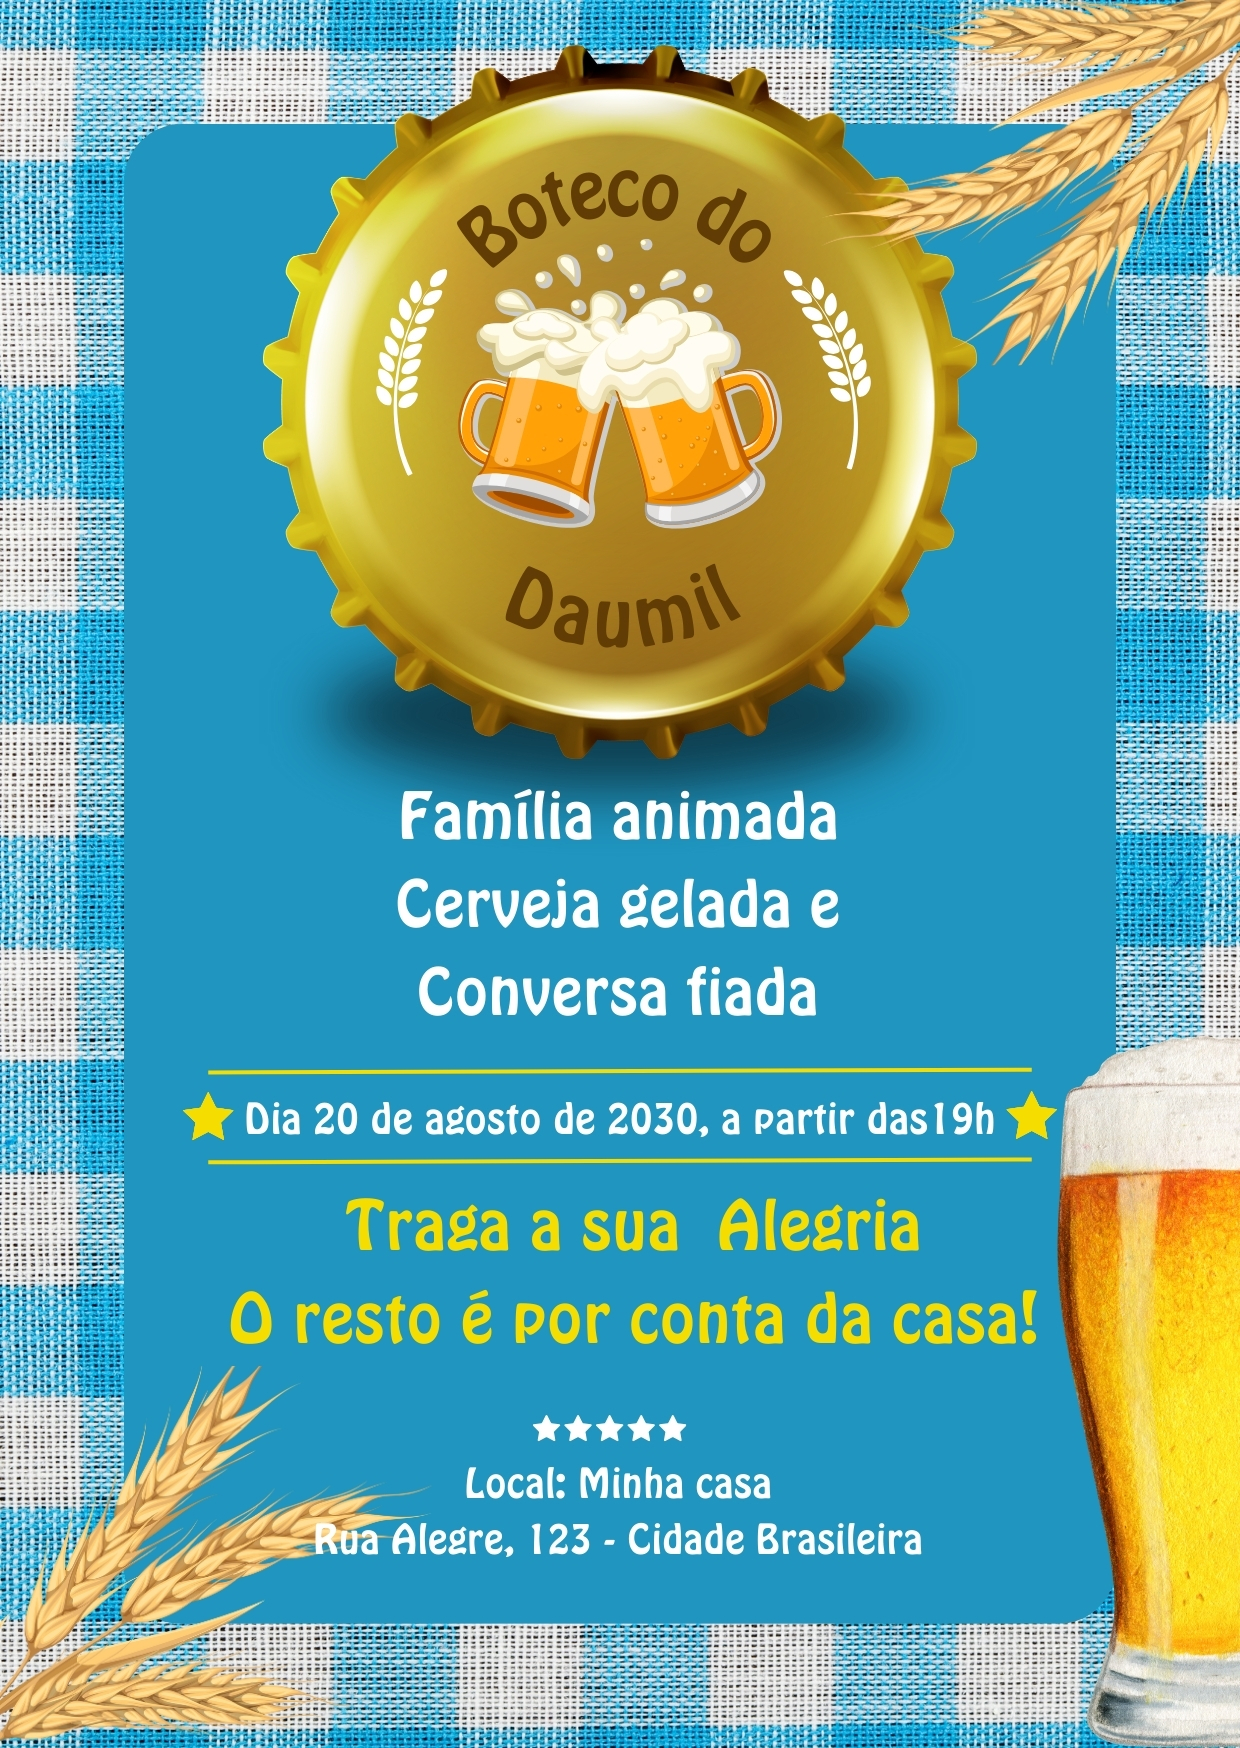 Boteco do
Daumil
Família animada
Cerveja gelada e
Conversa fiada
Dia 20 de agosto de 2030, a partir das19h
Traga a sua Alegria
O resto é por conta da casa!
Local: Minha casa
Rua Alegre, 123 - Cidade Brasileira